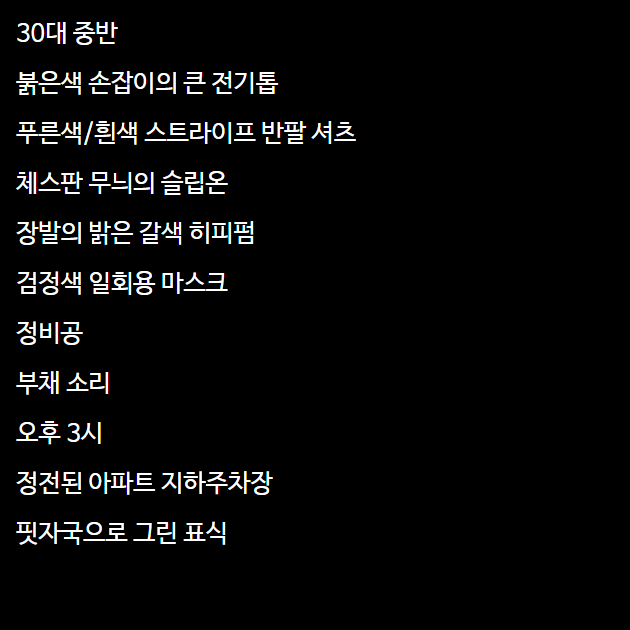 30대 중반
붉은색 손잡이의 큰 전기톱
푸른색/흰색 스트라이프 반팔 셔츠
체스판 무늬의 슬립온
장발의 밝은 갈색 히피펌
검정색 일회용 마스크
정비공
부채 소리
오후 3시
정전된 아파트 지하주차장
핏자국으로 그린 표식